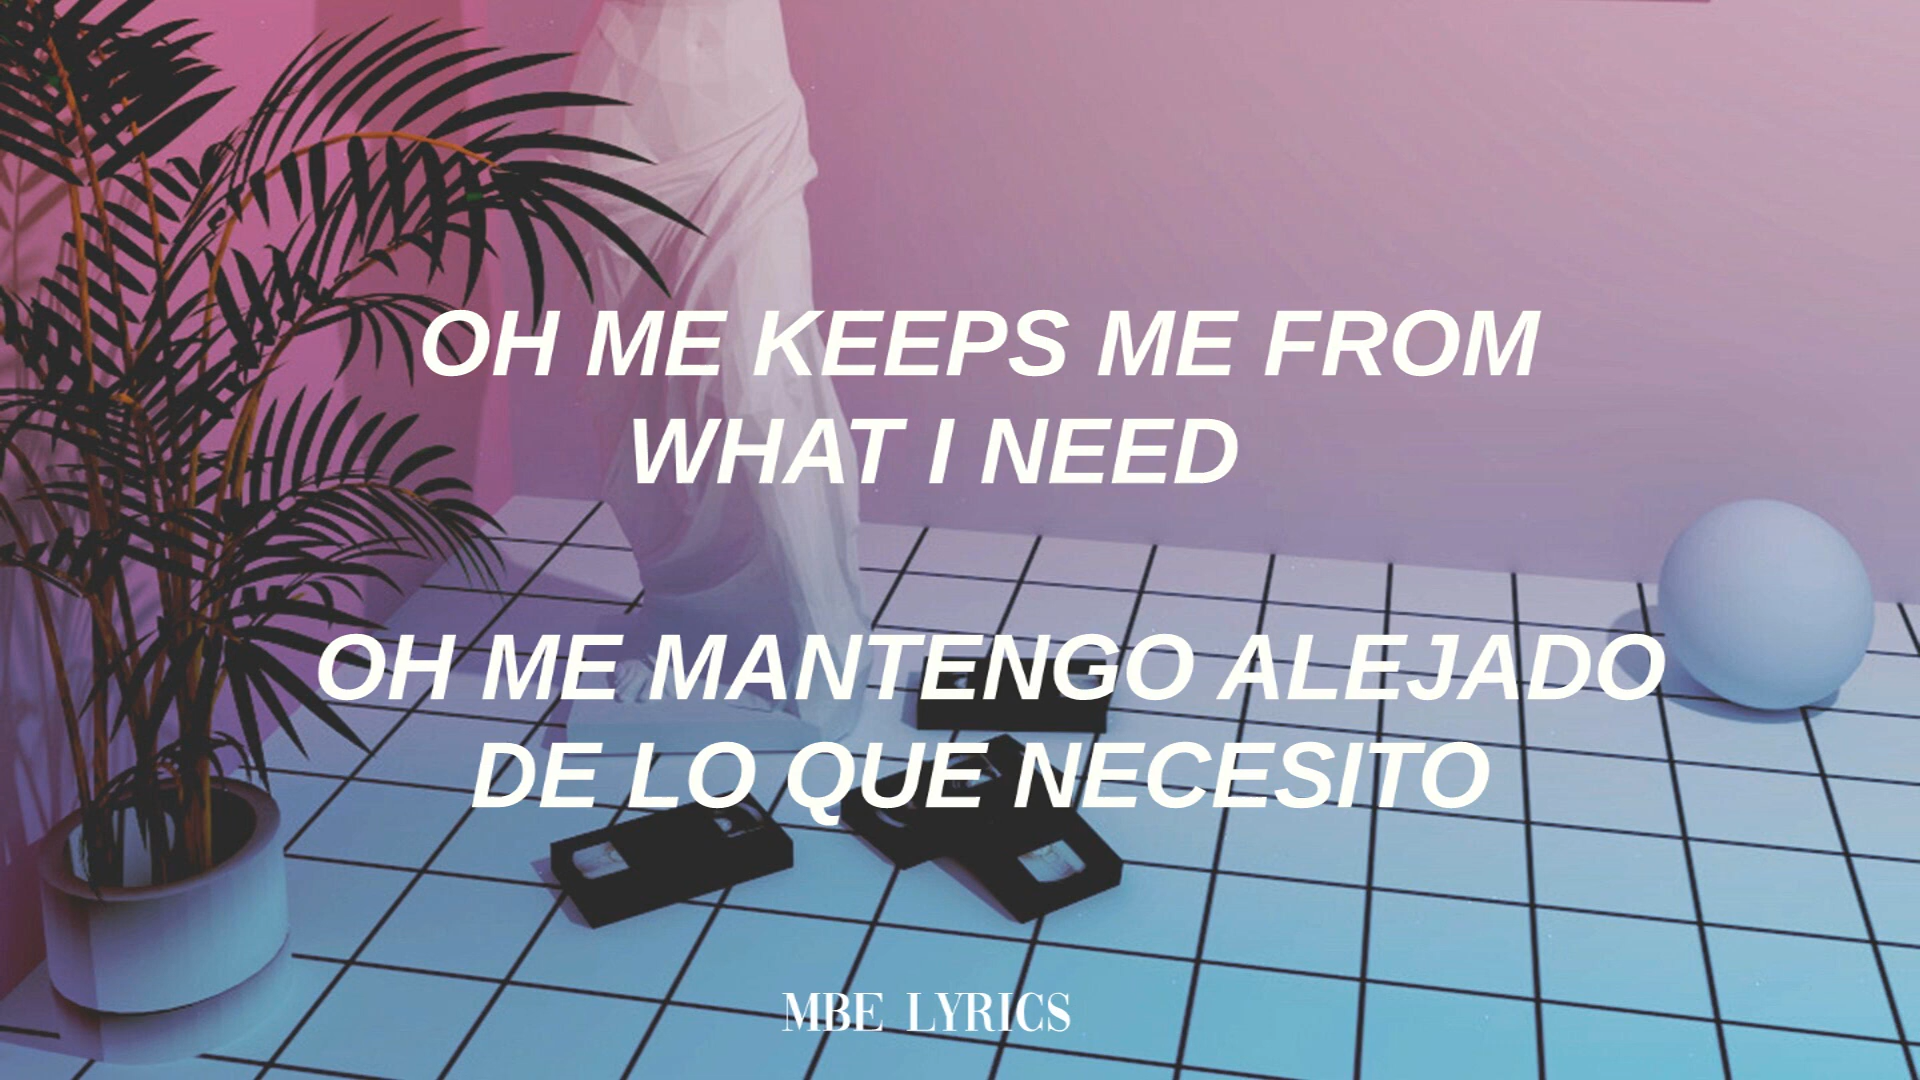 OH ME KEEPS ME FROM
WHAT I NEED
OH ME MANTENGO ALEJADO
DE LO QUE NECESITO
MBE LYRICS